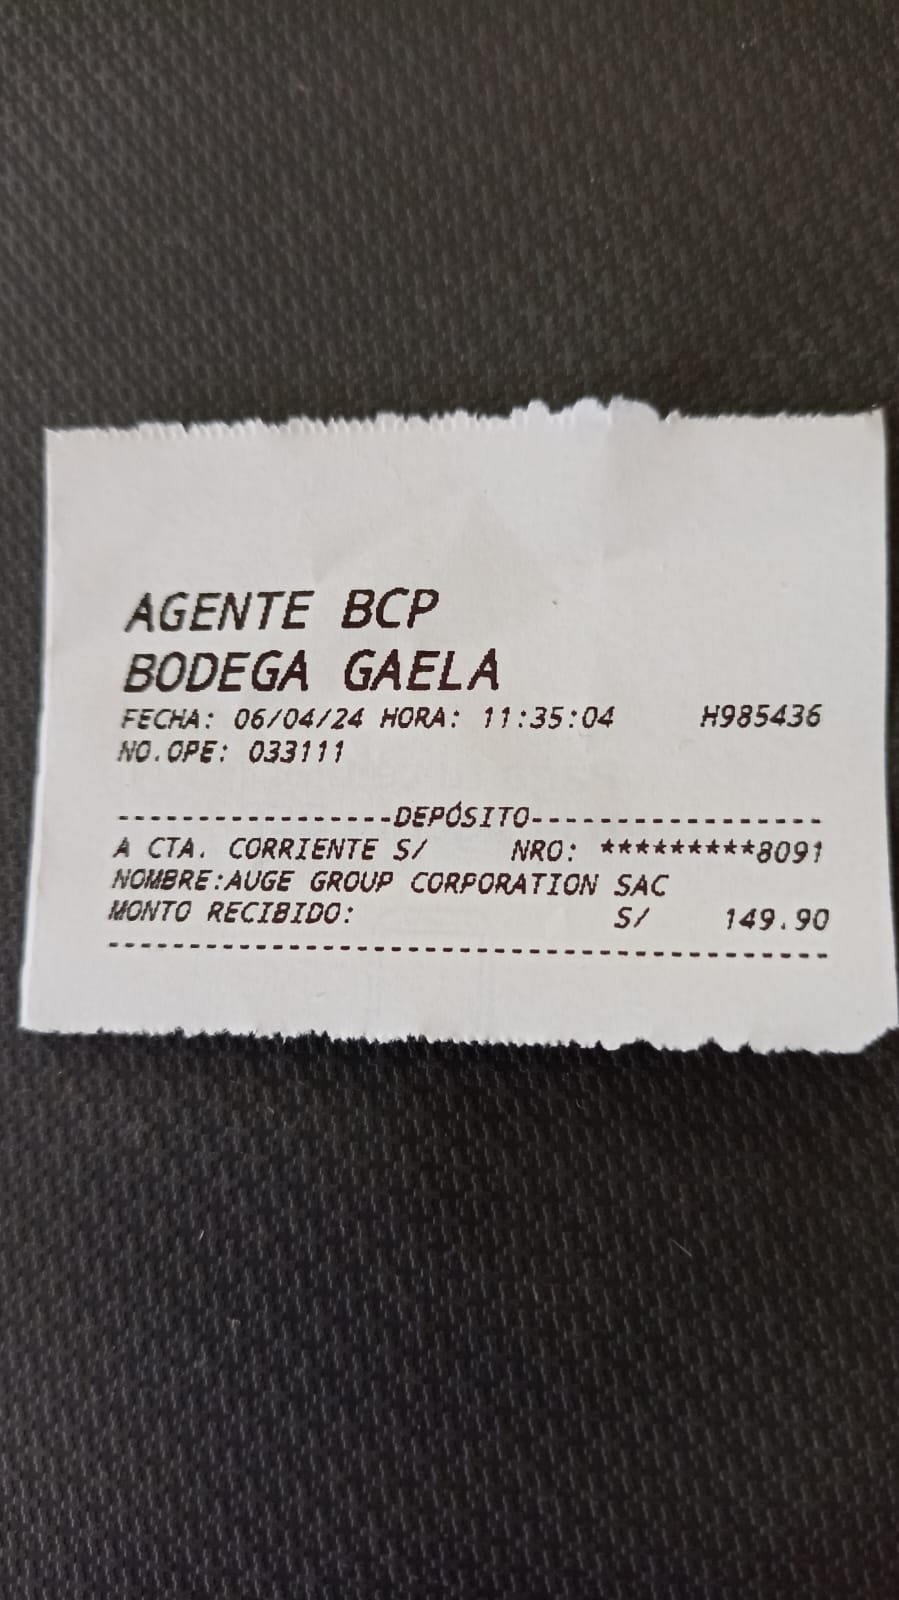 AGENTE BCP
BODEGA GAELA
FECHA: 06/04/24 HORA: 11:35:04 H985436
NO.OPE: 033111
-----------------DEPÓSITO------------------
A CTA. CORRIENTE S/ NRO: *********8091
NOMBRE:AUGE GROUP CORPORATION SAC
MONTO RECIBIDO: S/ 149.90
--------------------------------------------